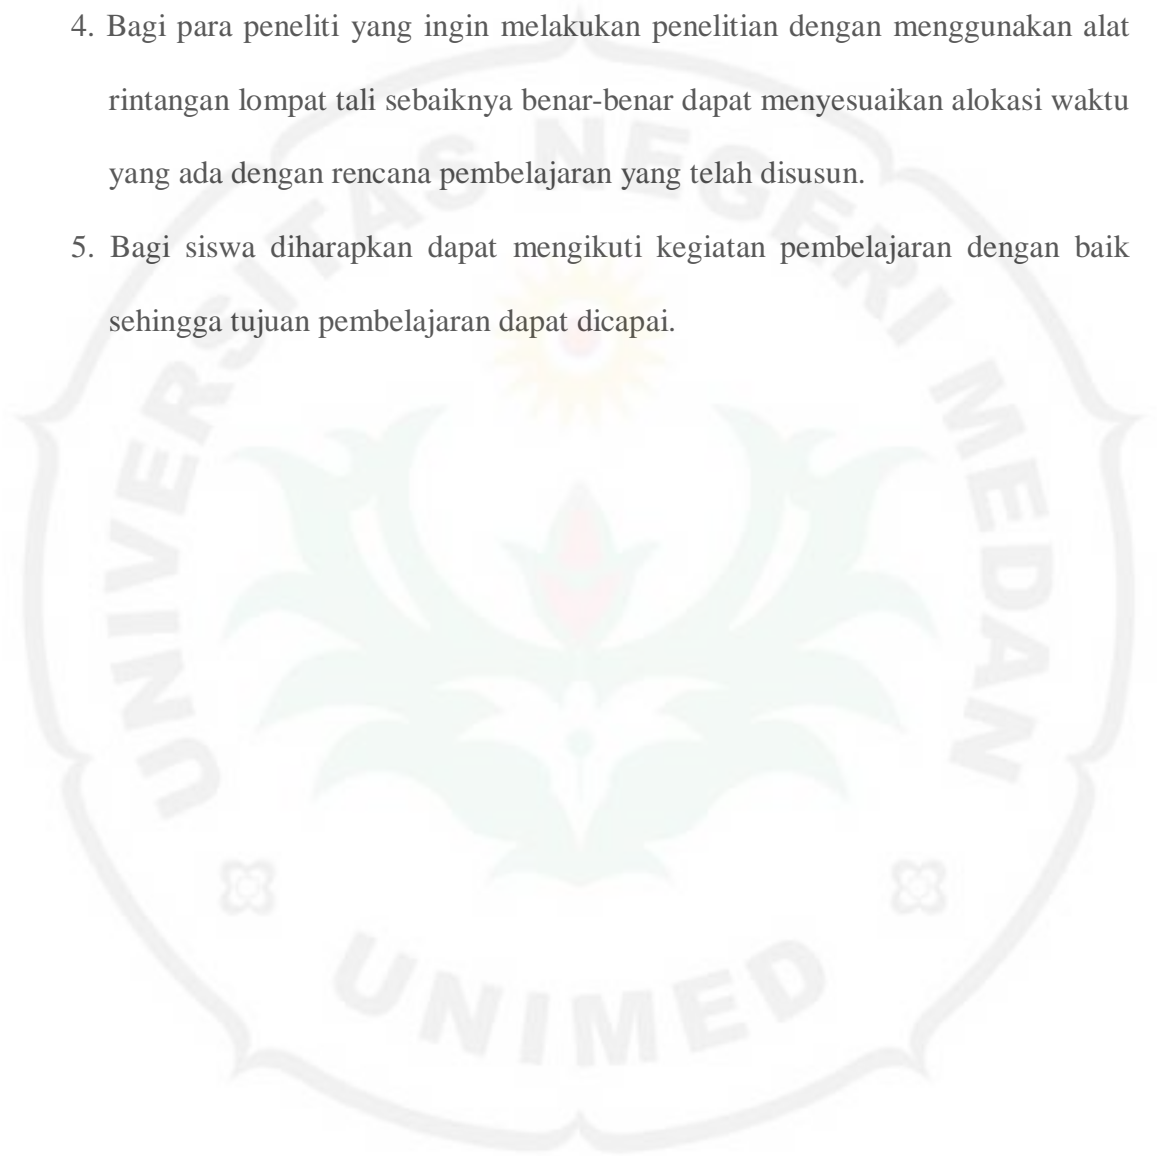 4. Bagi para peneliti yang ingin melakukan penelitian dengan menggunakan alat
rintangan lompat tali sebaiknya benar-benar dapat menyesuaikan alokasi waktu
yang ada dengan rencana pembelajaran yang telah disusun.
5. Bagi siswa diharapkan dapat mengikuti kegiatan pembelajaran dengan baik
sehingga tujuan pembelajaran dapat dicapai.
UNIVERSITAS NEGERI MEDAN
UNIMED